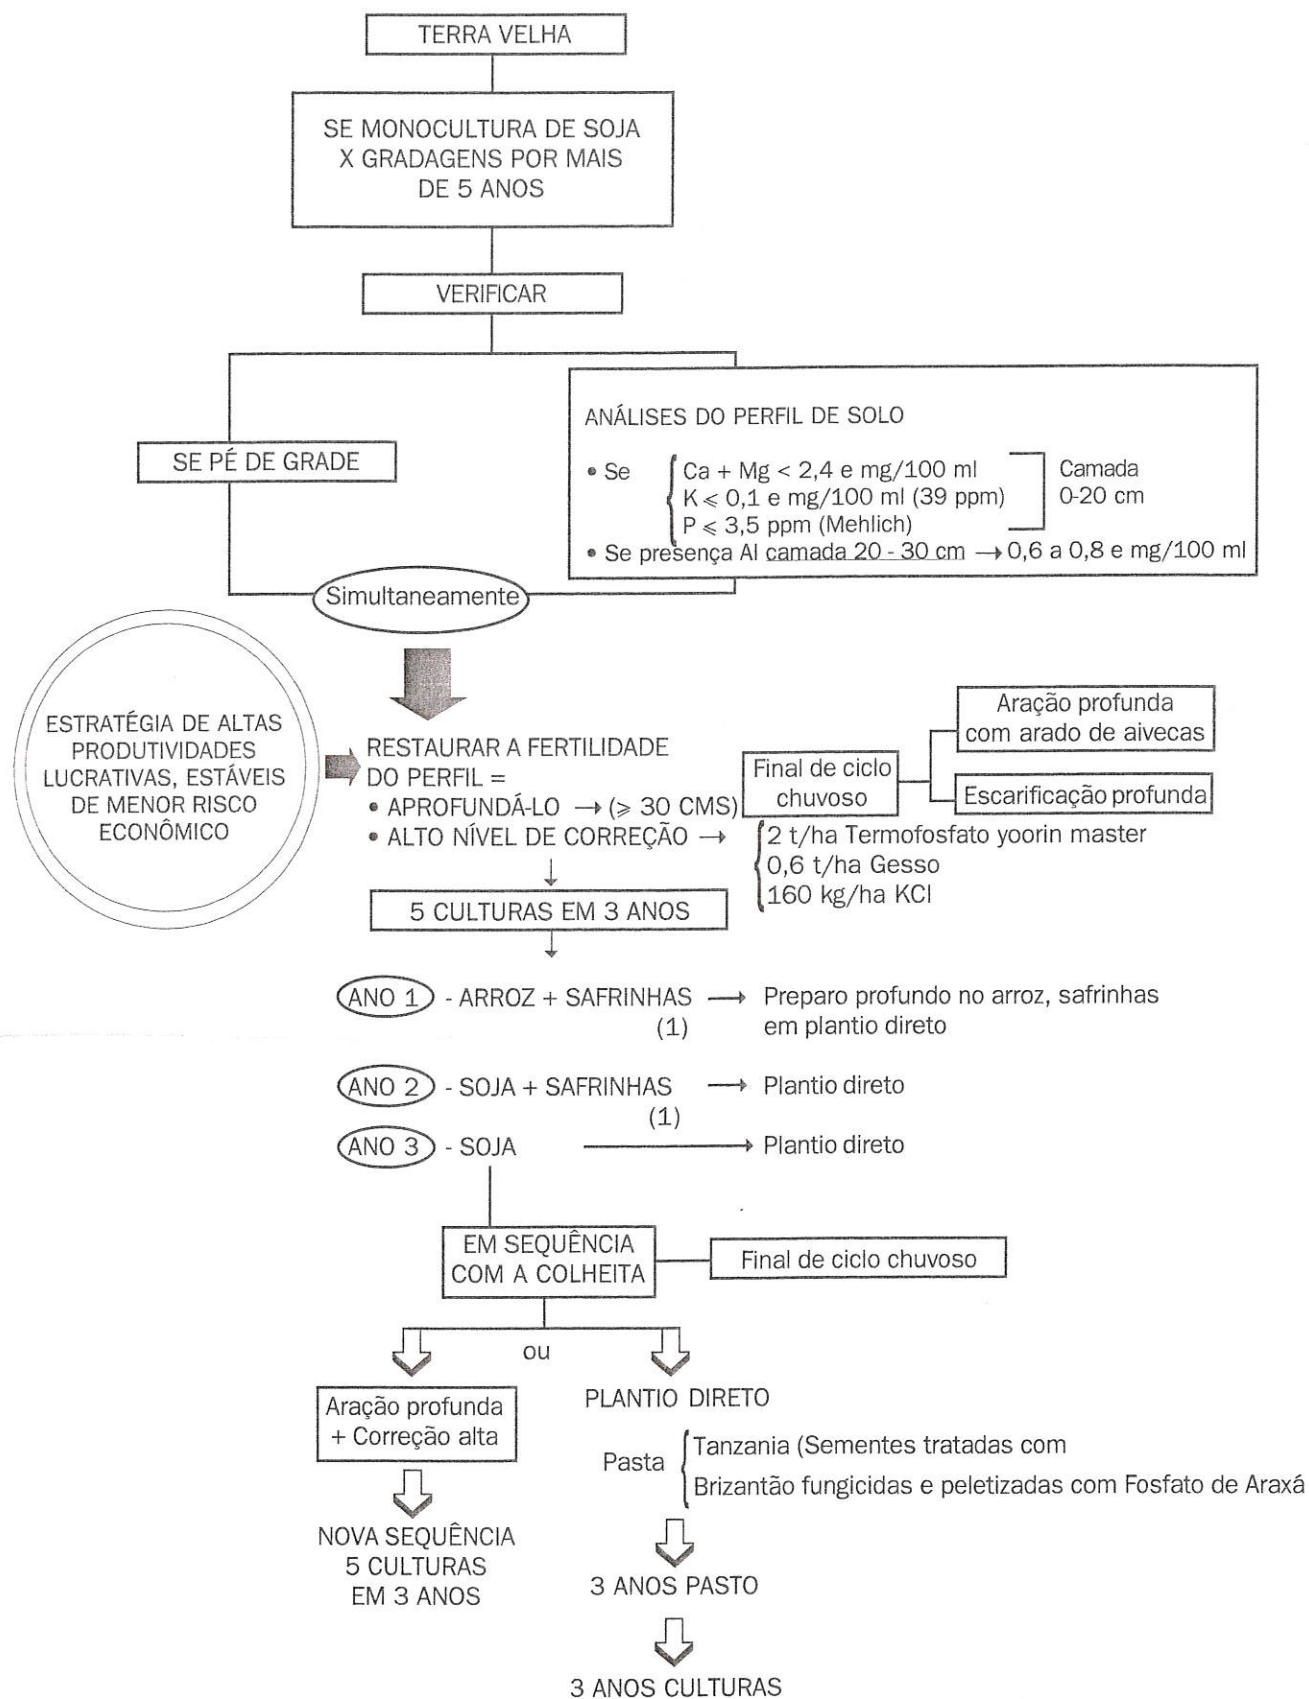 TERRA VELHA
SE MONOCULTURA DE SOJA
X GRADAGENS POR MAIS
DE 5 ANOS
VERIFICAR
SE PÉ DE GRADE
ANÁLISES DO PERFIL DE SOLO
• Se { Ca + Mg < 2,4 e mg/100 ml
K ≤ 0,1 e mg/100 ml (39 ppm)
P ≤ 3,5 ppm (Mehlich)
Camada
0-20 cm
• Se presença Al camada 20 - 30 cm → 0,6 a 0,8 e mg/100 ml
Simultaneamente
ESTRATÉGIA DE ALTAS
PRODUTIVIDADES
LUCRATIVAS, ESTÁVEIS
DE MENOR RISCO
ECONÔMICO
RESTAURAR A FERTILIDADE
DO PERFIL =
• APROFUNDÁ-LO → (≥ 30 CMS)
• ALTO NÍVEL DE CORREÇÃO →
Final de ciclo
chuvoso
Aração profunda
com arado de aivecas
Escarificação profunda
2 t/ha Termofosfato yoorin master
0,6 t/ha Gesso
160 kg/ha KCl
5 CULTURAS EM 3 ANOS
ANO 1 - ARROZ + SAFRINHAS → Preparo profundo no arroz, safrinhas
(1) em plantio direto
ANO 2 - SOJA + SAFRINHAS → Plantio direto
(1)
ANO 3 - SOJA → Plantio direto
EM SEQUÊNCIA
COM A COLHEITA
Final de ciclo chuvoso
ou
Aração profunda
+ Correção alta
NOVA SEQUÊNCIA
5 CULTURAS
EM 3 ANOS
PLANTIO DIRETO
Pasta { Tanzania (Sementes tratadas com
Brizantão fungicidas e peletizadas com Fosfato de Araxá
3 ANOS PASTO
3 ANOS CULTURAS